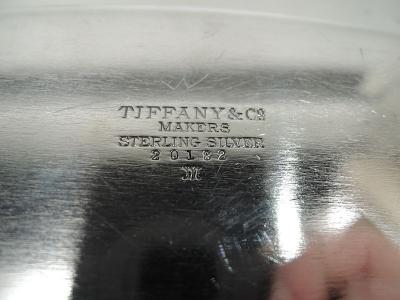 TIFFANY & Co
MAKERS
STERLING SILVER
20182
M